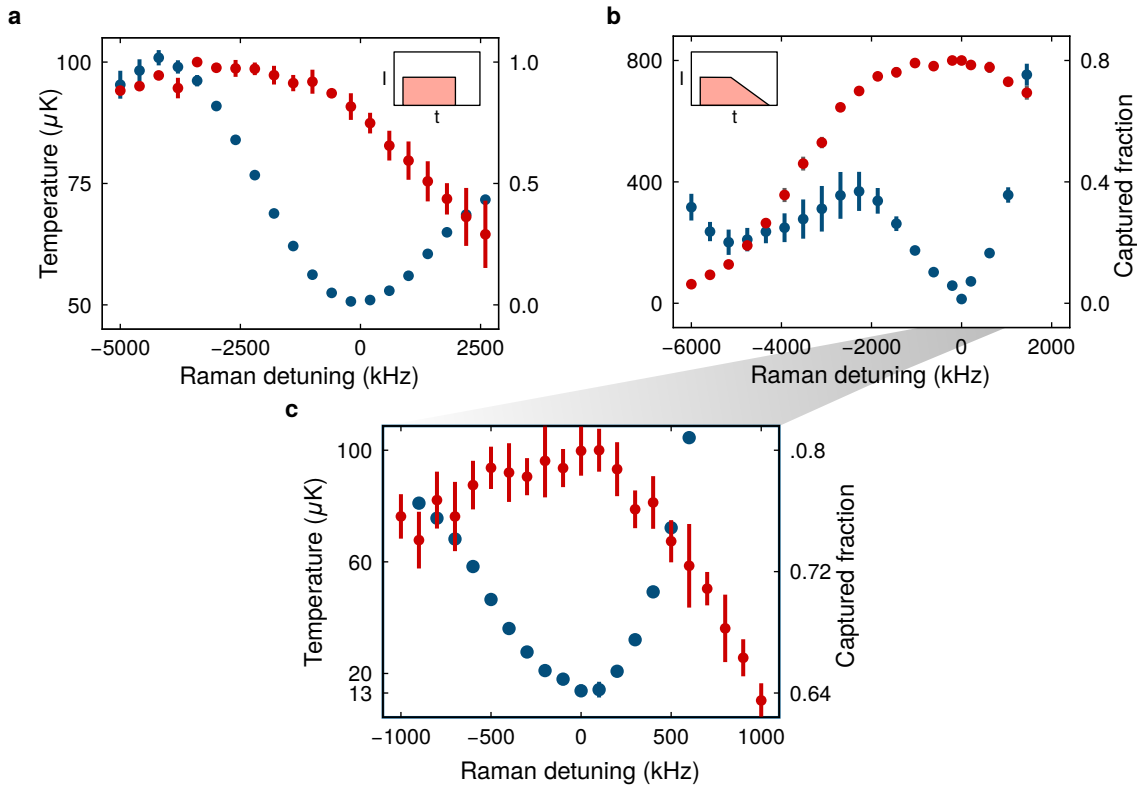 a
Temperature (µK)
100
75
50
1.0
0.5
0.0
I
t
−5000
−2500
0
2500
Raman detuning (kHz)
b
800
400
0
0.8
0.4
0.0
Captured fraction
I
t
−6000
−4000
−2000
0
2000
Raman detuning (kHz)
c
Temperature (µK)
100
60
20
13
.0.8
0.72
0.64
Captured fraction
−1000
−500
0
500
1000
Raman detuning (kHz)